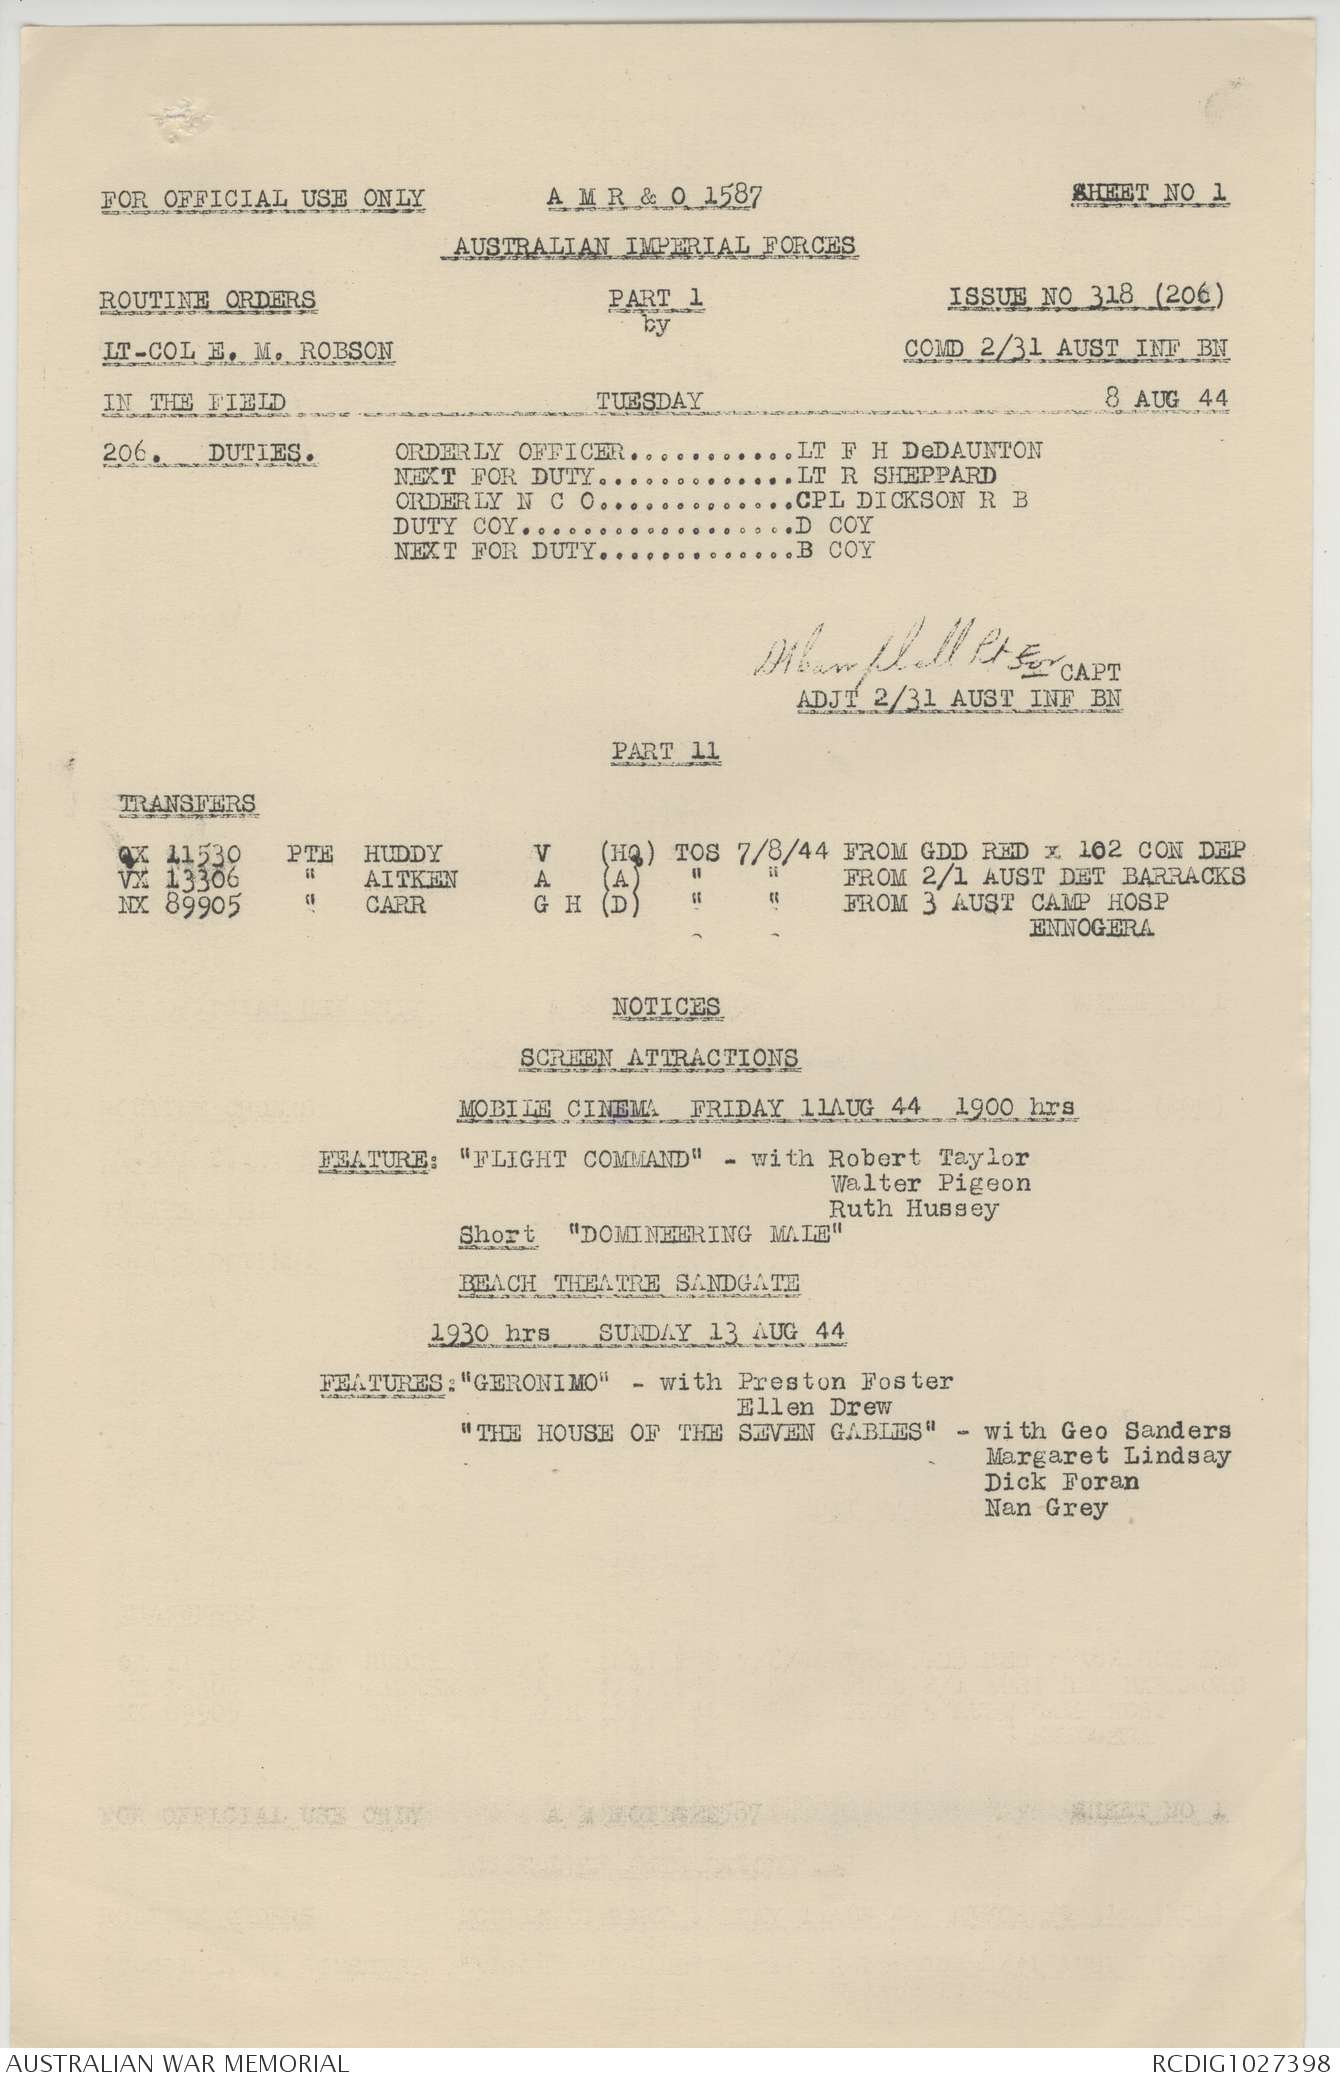 FOR OFFICIAL USE ONLY A M R & O 1587 SHEET NO 1
AUSTRALIAN IMPERIAL FORCES
ROUTINE ORDERS PART 1 ISSUE NO 318 (206)
by
LT-COL E. M. ROBSON COMD 2/31 AUST INF BN
IN THE FIELD TUESDAY 8 AUG 44
206. DUTIES. ORDERLY OFFICER...........LT F H DeDAUNTON
NEXT FOR DUTY.............LT R SHEPPARD
ORDERLY N C O.............CPL DICKSON R B
DUTY COY..................D COY
NEXT FOR DUTY.............B COY
Campbell Lt for CAPT
ADJT 2/31 AUST INF BN
PART 11
TRANSFERS
QX 11530 PTE HUDDY V (HQ) TOS 7/8/44 FROM GDD RED x 102 CON DEP
VX 13306 " AITKEN A (A) " " FROM 2/1 AUST DET BARRACKS
NX 89905 " CARR G H (D) " " FROM 3 AUST CAMP HOSP
ENNOGERA
NOTICES
SCREEN ATTRACTIONS
MOBILE CINEMA FRIDAY 11AUG 44 1900 hrs
FEATURE: "FLIGHT COMMAND" - with Robert Taylor
Walter Pigeon
Ruth Hussey
Short "DOMINEERING MALE"
BEACH THEATRE SANDGATE
1930 hrs SUNDAY 13 AUG 44
FEATURES: "GERONIMO" - with Preston Foster
Ellen Drew
"THE HOUSE OF THE SEVEN GABLES" - with Geo Sanders
Margaret Lindsay
Dick Foran
Nan Grey
AUSTRALIAN WAR MEMORIAL RCDIG1027398